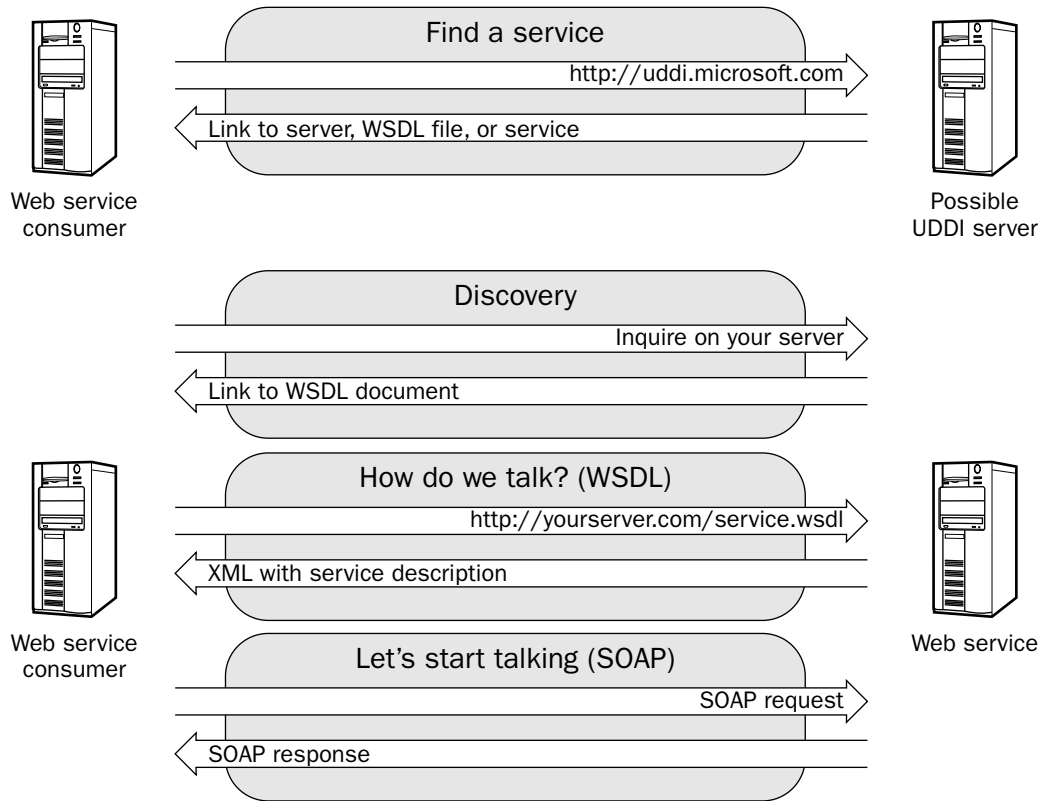 Find a service
http://uddi.microsoft.com
Link to server, WSDL file, or service
Web service
consumer
Possible
UDDI server
Discovery
Inquire on your server
Link to WSDL document
How do we talk? (WSDL)
http://yourserver.com/service.wsdl
XML with service description
Web service
consumer
Web service
Let's start talking (SOAP)
SOAP request
SOAP response